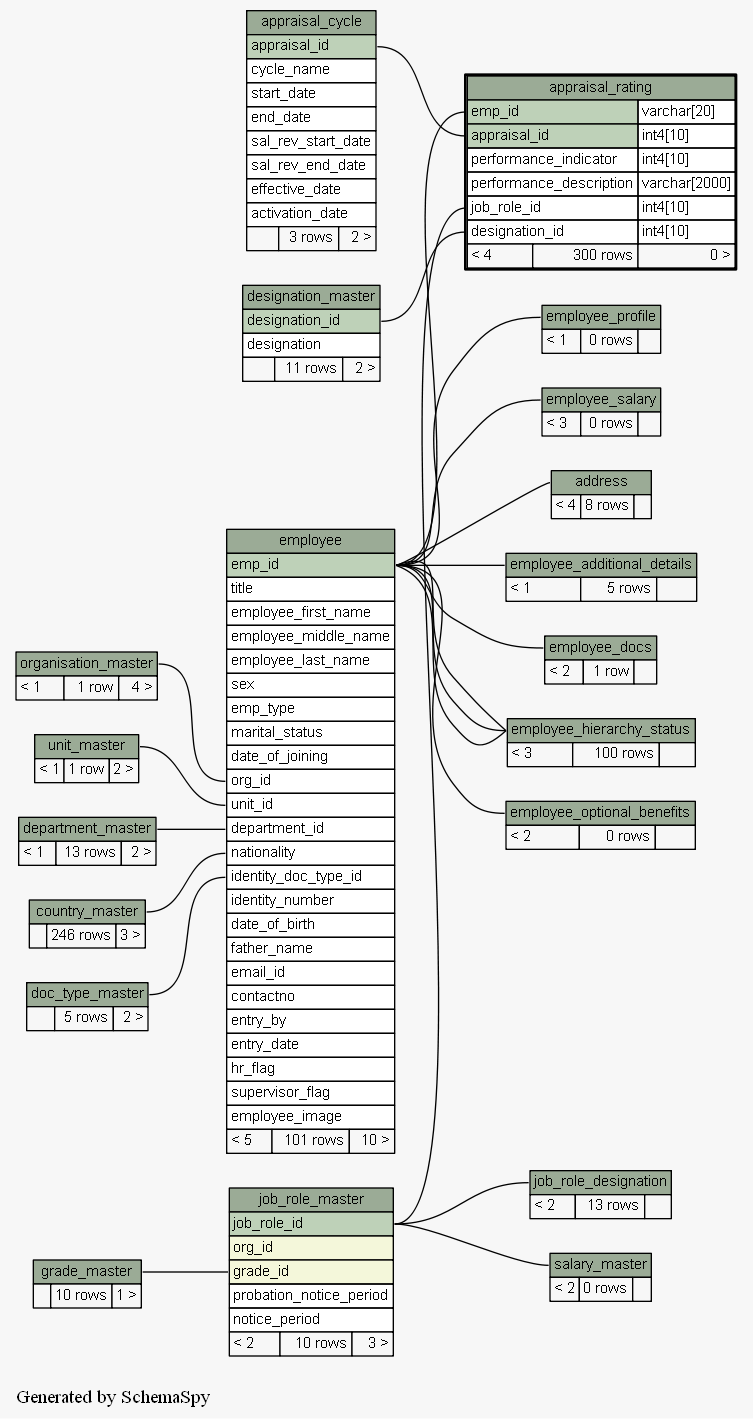 appraisal_cycle
appraisal_id
cycle_name
start_date
end_date
sal_rev_start_date
sal_rev_end_date
effective_date
activation_date
3 rows 2 >
appraisal_rating
emp_id varchar[20]
appraisal_id int4[10]
performance_indicator int4[10]
performance_description varchar[2000]
job_role_id int4[10]
designation_id int4[10]
< 4 300 rows 0 >
designation_master
designation_id
designation
11 rows 2 >
employee_profile
< 1 0 rows
employee_salary
< 3 0 rows
address
< 4 8 rows
employee_additional_details
< 1 5 rows
employee_docs
< 2 1 row
employee_hierarchy_status
< 3 100 rows
employee_optional_benefits
< 2 0 rows
employee
emp_id
title
employee_first_name
employee_middle_name
employee_last_name
sex
emp_type
marital_status
date_of_joining
org_id
unit_id
department_id
nationality
identity_doc_type_id
identity_number
date_of_birth
father_name
email_id
contactno
entry_by
entry_date
hr_flag
supervisor_flag
employee_image
< 5 101 rows 10 >
organisation_master
< 1 1 row 4 >
unit_master
< 1 1 row 2 >
department_master
< 1 13 rows 2 >
country_master
246 rows 3 >
doc_type_master
5 rows 2 >
job_role_master
job_role_id
org_id
grade_id
probation_notice_period
notice_period
< 2 10 rows 3 >
job_role_designation
< 2 13 rows
salary_master
< 2 0 rows
grade_master
10 rows 1 >
Generated by SchemaSpy